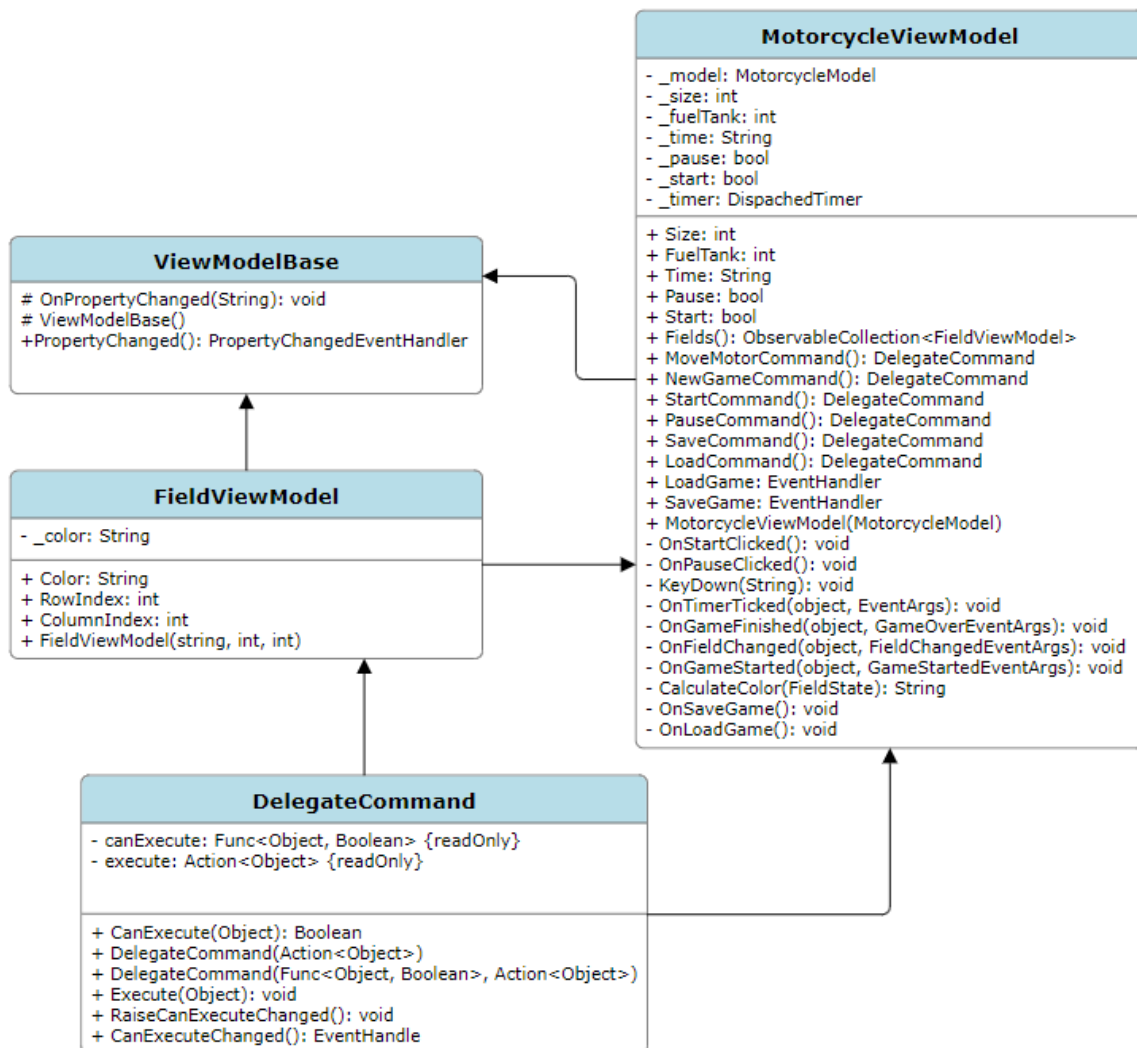 MotorcycleViewModel
- _model: MotorcycleModel
- _size: int
- _fuelTank: int
- _time: String
- _pause: bool
- _start: bool
- _timer: DispachedTimer
+ Size: int
+ FuelTank: int
+ Time: String
+ Pause: bool
+ Start: bool
+ Fields(): ObservableCollection<FieldViewModel>
+ MoveMotorCommand(): DelegateCommand
+ NewGameCommand(): DelegateCommand
+ StartCommand(): DelegateCommand
+ PauseCommand(): DelegateCommand
+ SaveCommand(): DelegateCommand
+ LoadCommand(): DelegateCommand
+ LoadGame: EventHandler
+ SaveGame: EventHandler
+ MotorcycleViewModel(MotorcycleModel)
- OnStartClicked(): void
- OnPauseClicked(): void
- KeyDown(String): void
- OnTimerTicked(object, EventArgs): void
- OnGameFinished(object, GameOverEventArgs): void
- OnFieldChanged(object, FieldChangedEventArgs): void
- OnGameStarted(object, GameStartedEventArgs): void
- CalculateColor(FieldState): String
- OnSaveGame(): void
- OnLoadGame(): void
ViewModelBase
# OnPropertyChanged(String): void
# ViewModelBase()
+PropertyChanged(): PropertyChangedEventHandler
FieldViewModel
- _color: String
+ Color: String
+ RowIndex: int
+ ColumnIndex: int
+ FieldViewModel(string, int, int)
DelegateCommand
- canExecute: Func<Object, Boolean> {readOnly}
- execute: Action<Object> {readOnly}
+ CanExecute(Object): Boolean
+ DelegateCommand(Action<Object>)
+ DelegateCommand(Func<Object, Boolean>, Action<Object>)
+ Execute(Object): void
+ RaiseCanExecuteChanged(): void
+ CanExecuteChanged(): EventHandle